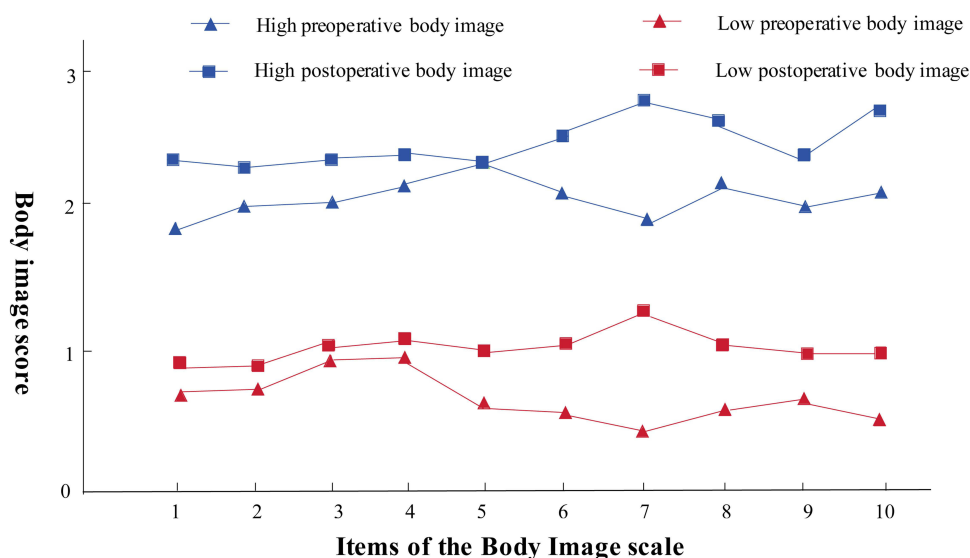 High preoperative body image
Low preoperative body image
High postoperative body image
Low postoperative body image
3
2
1
0
Body image score
1 2 3 4 5 6 7 8 9 10
Items of the Body Image scale